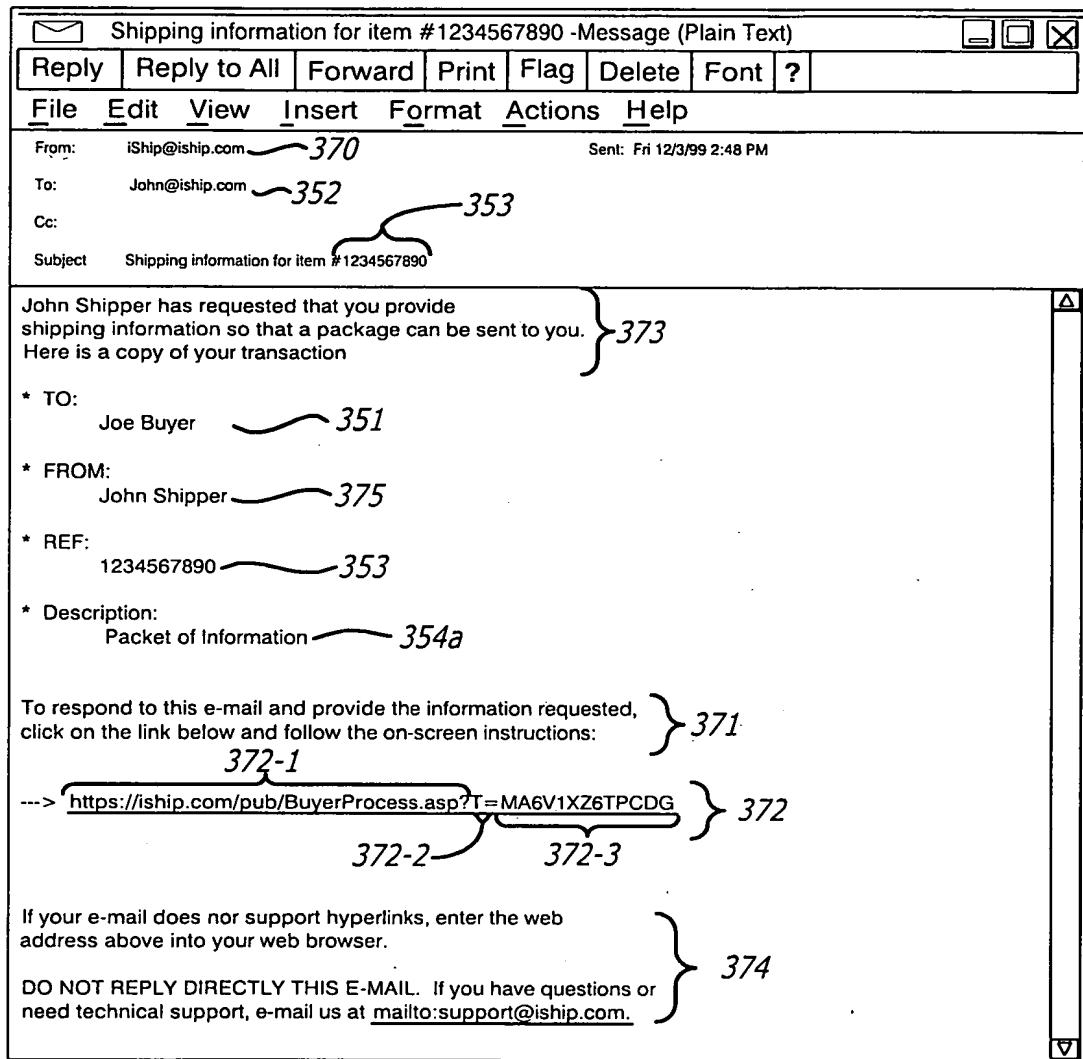 Shipping information for item #1234567890 -Message (Plain Text)
Reply Reply to All Forward Print Flag Delete Font ?
File Edit View Insert Format Actions Help
From: iShip@iship.com 370 Sent: Fri 12/3/99 2:48 PM
To: John@iship.com 352
353
Cc:
Subject Shipping information for item #1234567890
John Shipper has requested that you provide
shipping information so that a package can be sent to you. 373
Here is a copy of your transaction
* TO:
Joe Buyer 351
* FROM:
John Shipper 375
* REF:
1234567890 353
* Description:
Packet of Information 354a
To respond to this e-mail and provide the information requested,
click on the link below and follow the on-screen instructions: 371
372-1
---> https://iship.com/pub/BuyerProcess.asp?T=MA6V1XZ6TPCDG 372
372-2 372-3
If your e-mail does nor support hyperlinks, enter the web
address above into your web browser.
374
DO NOT REPLY DIRECTLY THIS E-MAIL. If you have questions or
need technical support, e-mail us at mailto:support@iship.com.